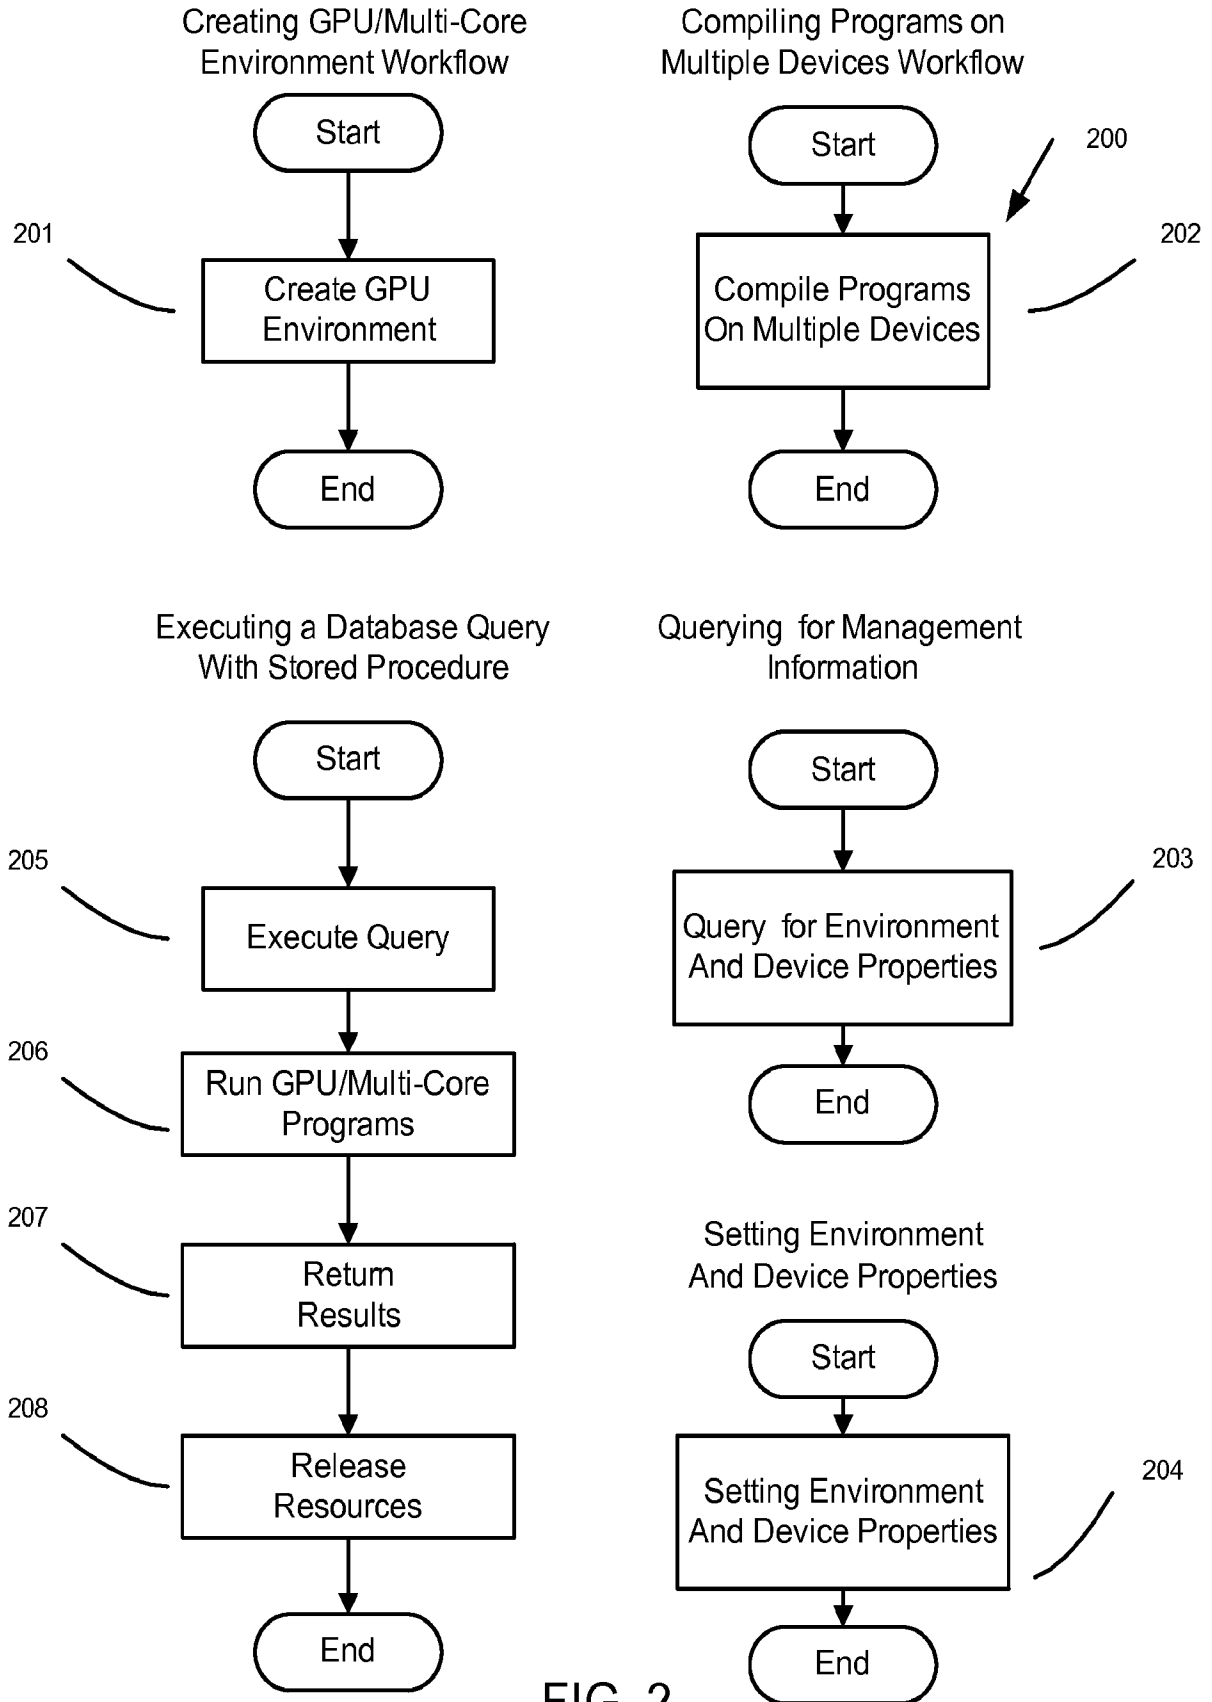 Creating GPU/Multi-Core
Environment Workflow
Start
201
Create GPU
Environment
End
Compiling Programs on
Multiple Devices Workflow
Start
200
202
Compile Programs
On Multiple Devices
End
Executing a Database Query
With Stored Procedure
Start
205
Execute Query
206
Run GPU/Multi-Core
Programs
207
Return
Results
208
Release
Resources
End
Querying for Management
Information
Start
203
Query for Environment
And Device Properties
End
Setting Environment
And Device Properties
Start
204
Setting Environment
And Device Properties
End
FIG. 2